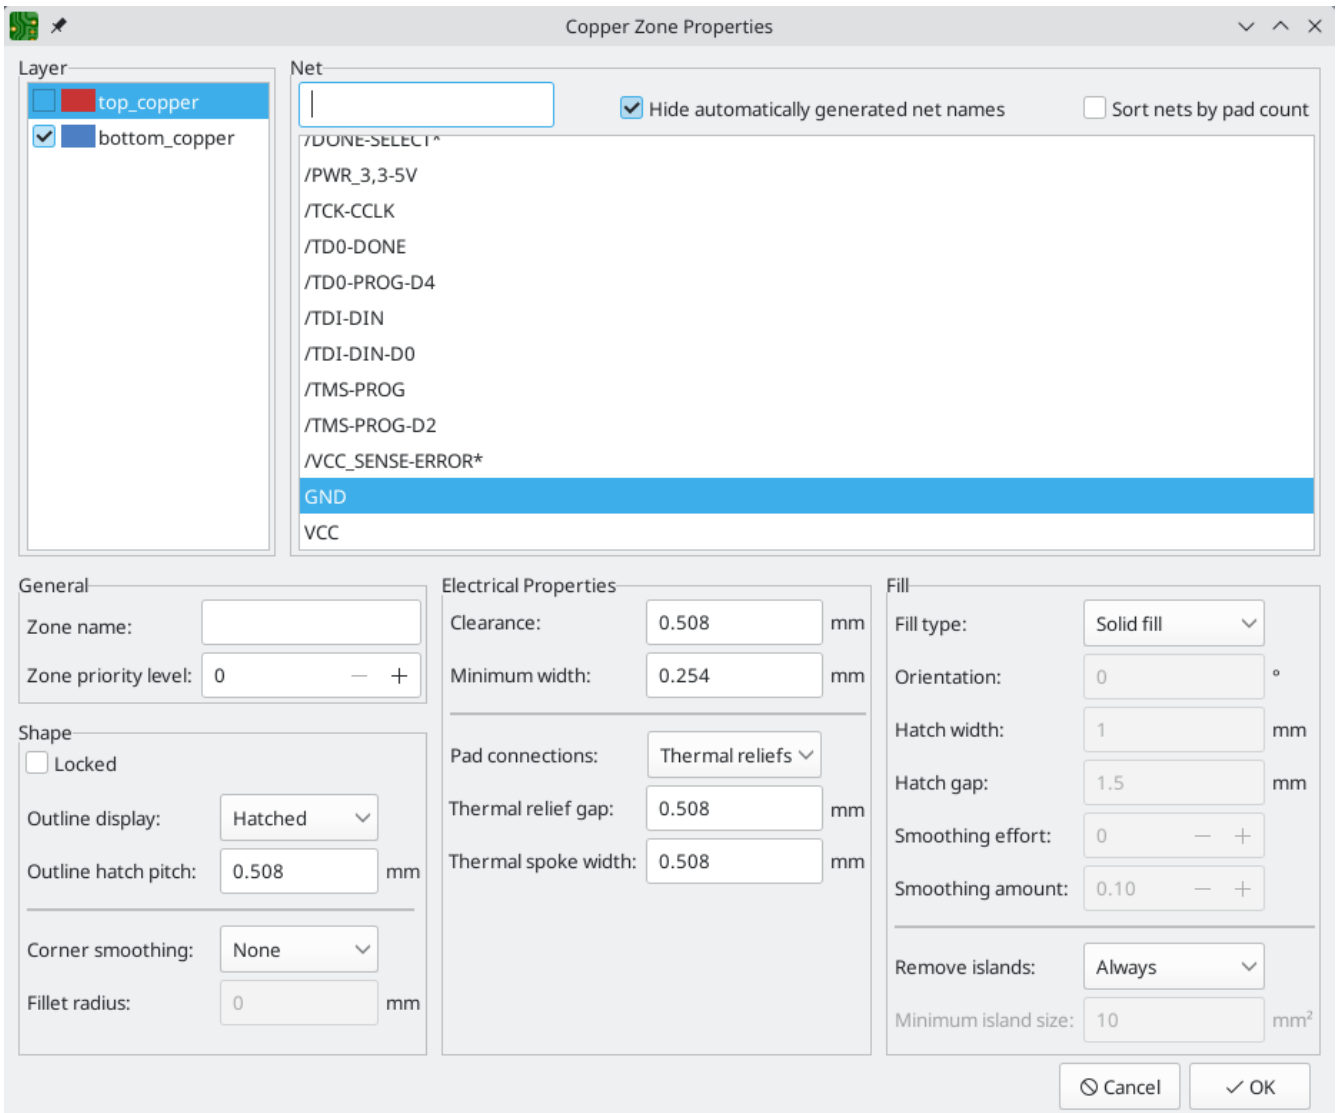 Copper Zone Properties
Layer
top_copper
bottom_copper
Net
Hide automatically generated net names
Sort nets by pad count
/DONE-SELECT*
/PWR_3,3-5V
/TCK-CCLK
/TD0-DONE
/TD0-PROG-D4
/TDI-DIN
/TDI-DIN-D0
/TMS-PROG
/TMS-PROG-D2
/VCC_SENSE-ERROR*
GND
VCC
General
Zone name:
Zone priority level: 0
Shape
Locked
Outline display: Hatched
Outline hatch pitch: 0.508 mm
Corner smoothing: None
Fillet radius: 0 mm
Electrical Properties
Clearance: 0.508 mm
Minimum width: 0.254 mm
Pad connections: Thermal reliefs
Thermal relief gap: 0.508 mm
Thermal spoke width: 0.508 mm
Fill
Fill type: Solid fill
Orientation: 0 °
Hatch width: 1 mm
Hatch gap: 1.5 mm
Smoothing effort: 0
Smoothing amount: 0.10
Remove islands: Always
Minimum island size: 10 mm²
Cancel
OK